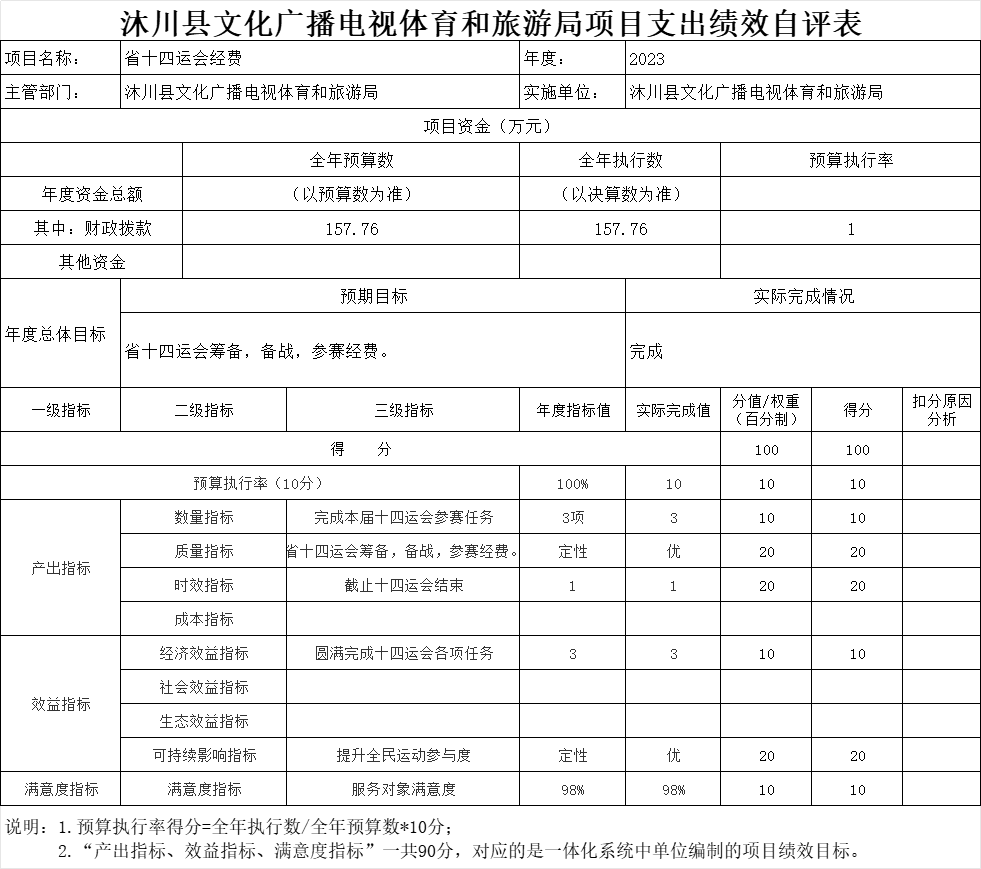 沐川县文化广播电视体育和旅游局项目支出绩效自评表
项目名称： 省十四运会经费 年度： 2023
主管部门： 沐川县文化广播电视体育和旅游局 实施单位： 沐川县文化广播电视体育和旅游局
项目资金（万元）
全年预算数 全年执行数 预算执行率
年度资金总额 （以预算数为准） （以决算数为准）
其中：财政拨款 157.76 157.76 1
其他资金
年度总体目标 预期目标 实际完成情况
省十四运会筹备，备战，参赛经费。 完成
一级指标 二级指标 三级指标 年度指标值 实际完成值 分值/权重（百分制） 得分 扣分原因分析
得 分 100 100
预算执行率（10分） 100% 10 10 10
产出指标 数量指标 完成本届十四运会参赛任务 3项 3 10 10
质量指标 省十四运会筹备，备战，参赛经费。 定性 优 20 20
时效指标 截止十四运会结束 1 1 20 20
成本指标
效益指标 经济效益指标 圆满完成十四运会各项任务 3 3 10 10
社会效益指标
生态效益指标
可持续影响指标 提升全民运动参与度 定性 优 20 20
满意度指标 满意度指标 服务对象满意度 98% 98% 10 10
说明：1.预算执行率得分=全年执行数/全年预算数*10分；
2.“产出指标、效益指标、满意度指标”一共90分，对应的是一体化系统中单位编制的项目绩效目标。